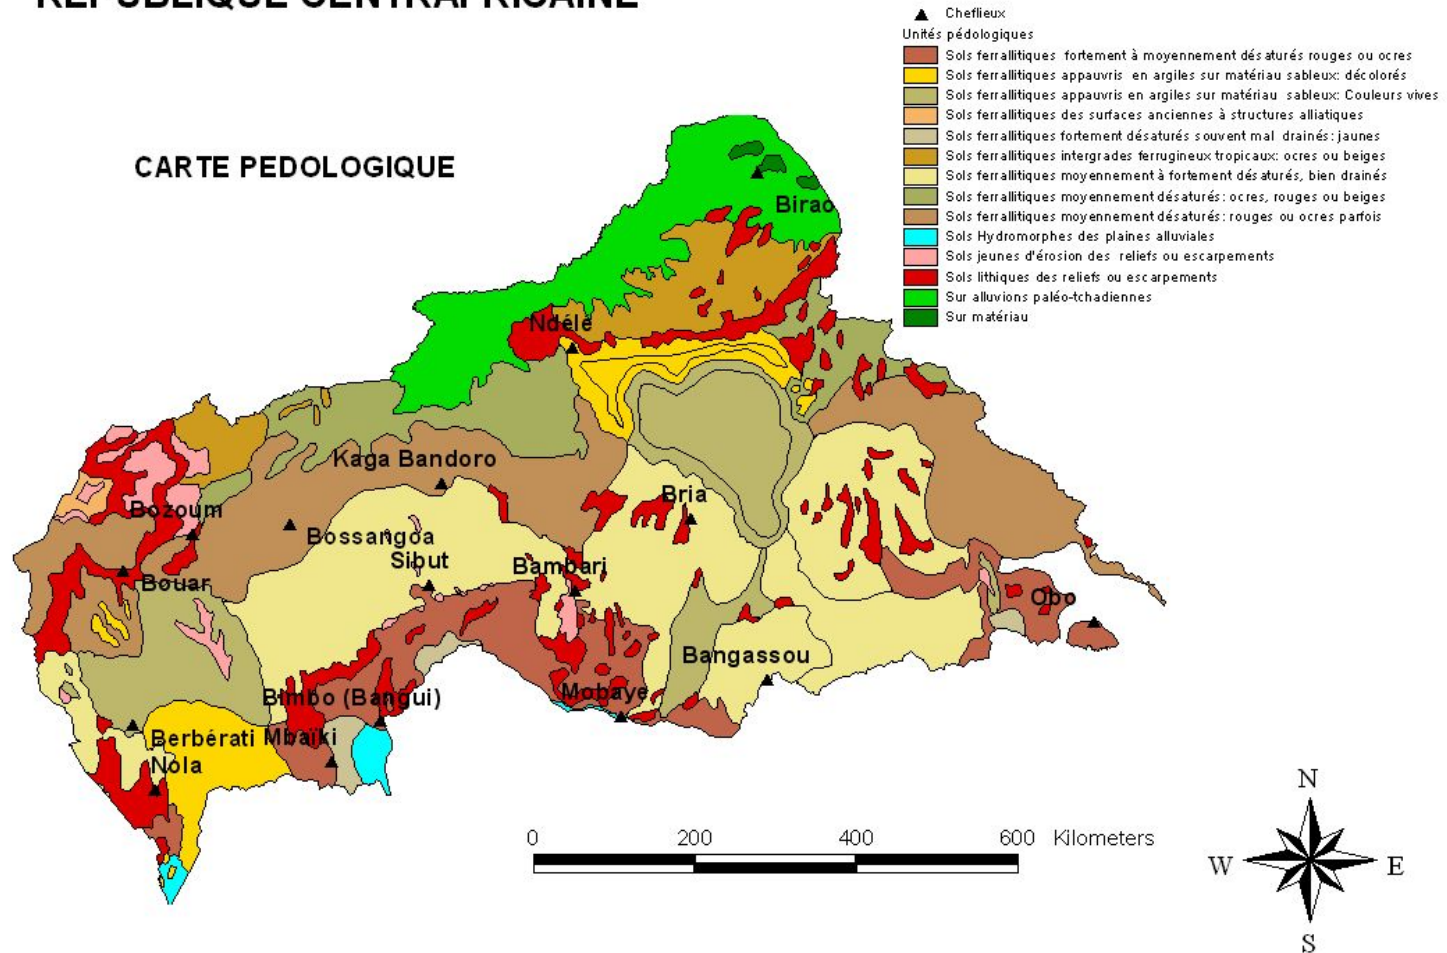 REPUBLIQUE CENTRAFRICAINE
Cheflieux
Unités pédologiques
Sols ferrallitiques fortement à moyennement désaturés rouges ou ocres
Sols ferrallitiques appauvris en argiles sur matériau sableux: décolorés
Sols ferrallitiques appauvris en argiles sur matériau sableux: Couleurs vives
Sols ferrallitiques des surfaces anciennes à structures alliatiques
Sols ferrallitiques fortement désaturés souvent mal drainés: jaunes
Sols ferrallitiques intergrades ferrugineux tropicaux: ocres ou beiges
Sols ferrallitiques moyennement à fortement désaturés, bien drainés
Sols ferrallitiques moyennement désaturés: ocres, rouges ou beiges
Sols ferrallitiques moyennement désaturés: rouges ou ocres parfois
Sols Hydromorphes des plaines alluviales
Sols jeunes d'érosion des reliefs ou escarpements
Sols lithiques des reliefs ou escarpements
Sur alluvions paléo-tchadiennes
Sur matériau
CARTE PEDOLOGIQUE
Birao
Ndélé
Kaga Bandoro
Bria
Bozoum
Bossangoa
Sibut
Bambari
Bouar
Obo
Bangassou
Bimbo (Bangui)
Mobaye
Berbérati
Mbaïki
Nola
0 200 400 600 Kilometers
N
W
E
S